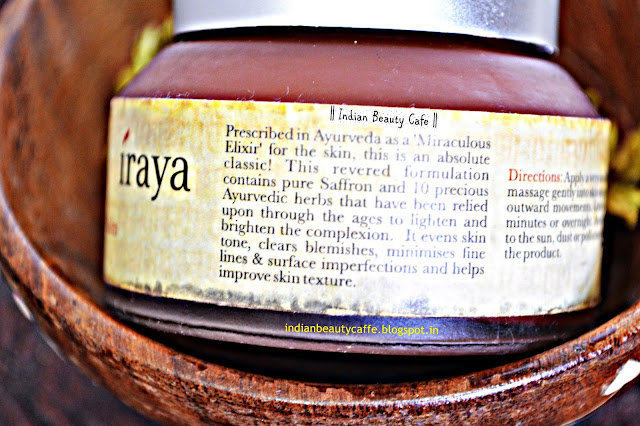 || Indian Beauty Cafe ||
iraya
Prescribed in Ayurveda as a 'Miraculous
Elixir' for the skin, this is an absolute
classic! This revered formulation
contains pure Saffron and 10 precious
Ayurvedic herbs that have been relied
upon through the ages to lighten and
brighten the complexion. It evens skin
tone, clears blemishes, minimises fine
lines & surface imperfections and helps
improve skin texture.
Directions: Apply
massage gently into skin
outward movements.
minutes or overnight.
to the sun, dust or
the product.
indianbeautycaffe.blogspot.in